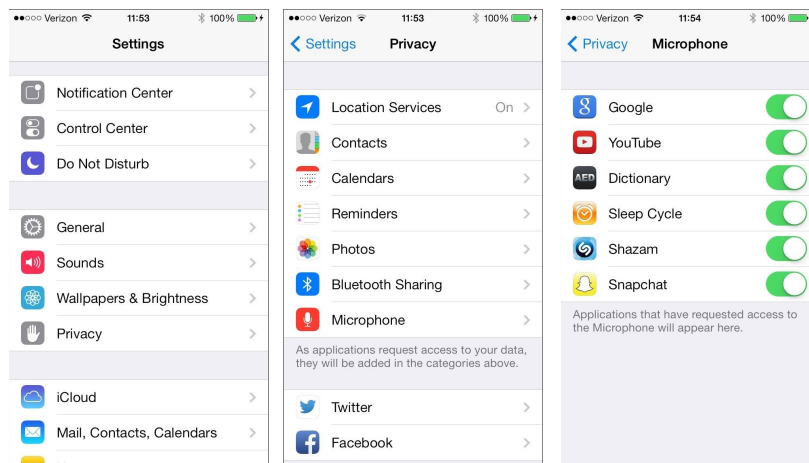 Verizon 11:53 100%
Settings
Notification Center
Control Center
Do Not Disturb
General
Sounds
Wallpapers & Brightness
Privacy
iCloud
Mail, Contacts, Calendars
Verizon 11:53 100%
Settings Privacy
Location Services On
Contacts
Calendars
Reminders
Photos
Bluetooth Sharing
Microphone
As applications request access to your data,
they will be added in the categories above.
Twitter
Facebook
Verizon 11:54 100%
Privacy Microphone
8 Google
YouTube
AED Dictionary
Sleep Cycle
Shazam
Snapchat
Applications that have requested access to
the Microphone will appear here.